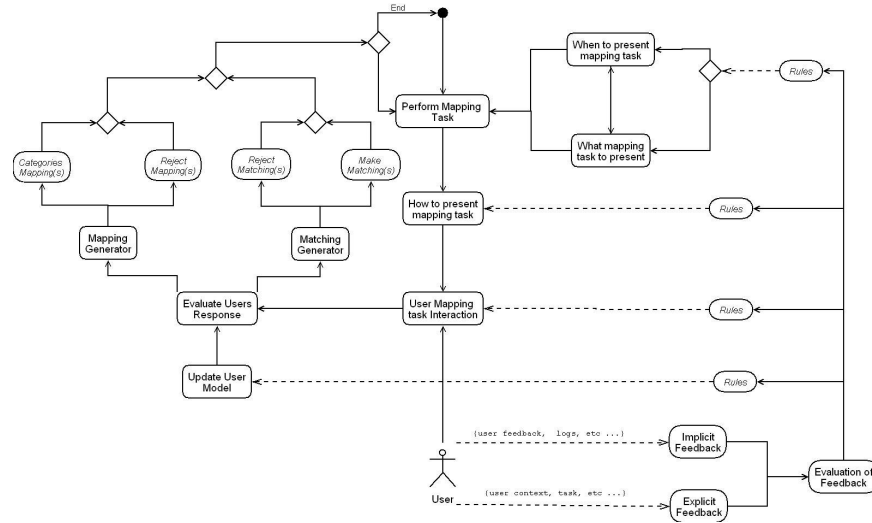 End
When to present
mapping task
Rules
Perform Mapping
Task
What mapping
task to present
Categories
Mapping(s)
Reject
Mapping(s)
Reject
Matching(s)
Make
Matching(s)
How to present
mapping task
Rules
Mapping
Generator
Matching
Generator
Evaluate Users
Response
User Mapping
task Interaction
Rules
Update User
Model
Rules
(user feedback, logs, etc ...)
Implicit
Feedback
Evaluation of
Feedback
User
(user context, task, etc ...)
Explicit
Feedback